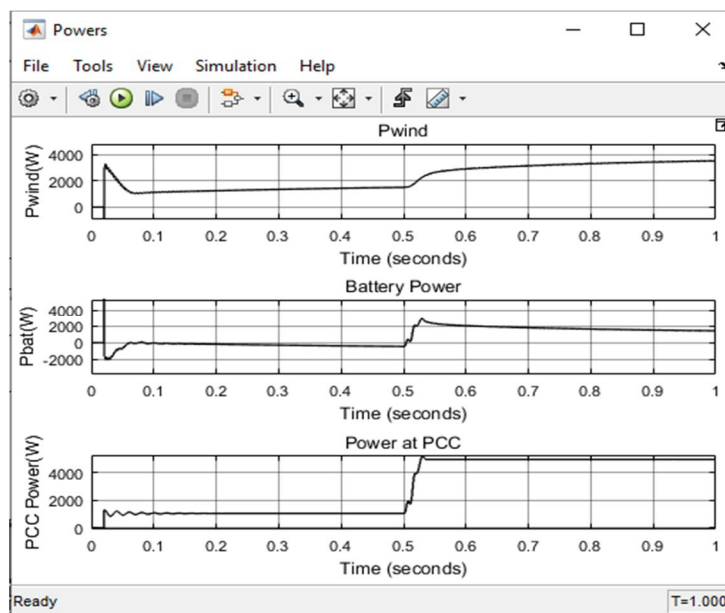 Powers
File Tools View Simulation Help
Pwind
Pwind(W)
4000
2000
0
0 0.1 0.2 0.3 0.4 0.5 0.6 0.7 0.8 0.9 1
Time (seconds)
Battery Power
Pbat(W)
4000
2000
0
-2000
0 0.1 0.2 0.3 0.4 0.5 0.6 0.7 0.8 0.9 1
Time (seconds)
Power at PCC
PCC Power(W)
4000
2000
0
0 0.1 0.2 0.3 0.4 0.5 0.6 0.7 0.8 0.9 1
Time (seconds)
Ready T=1.000